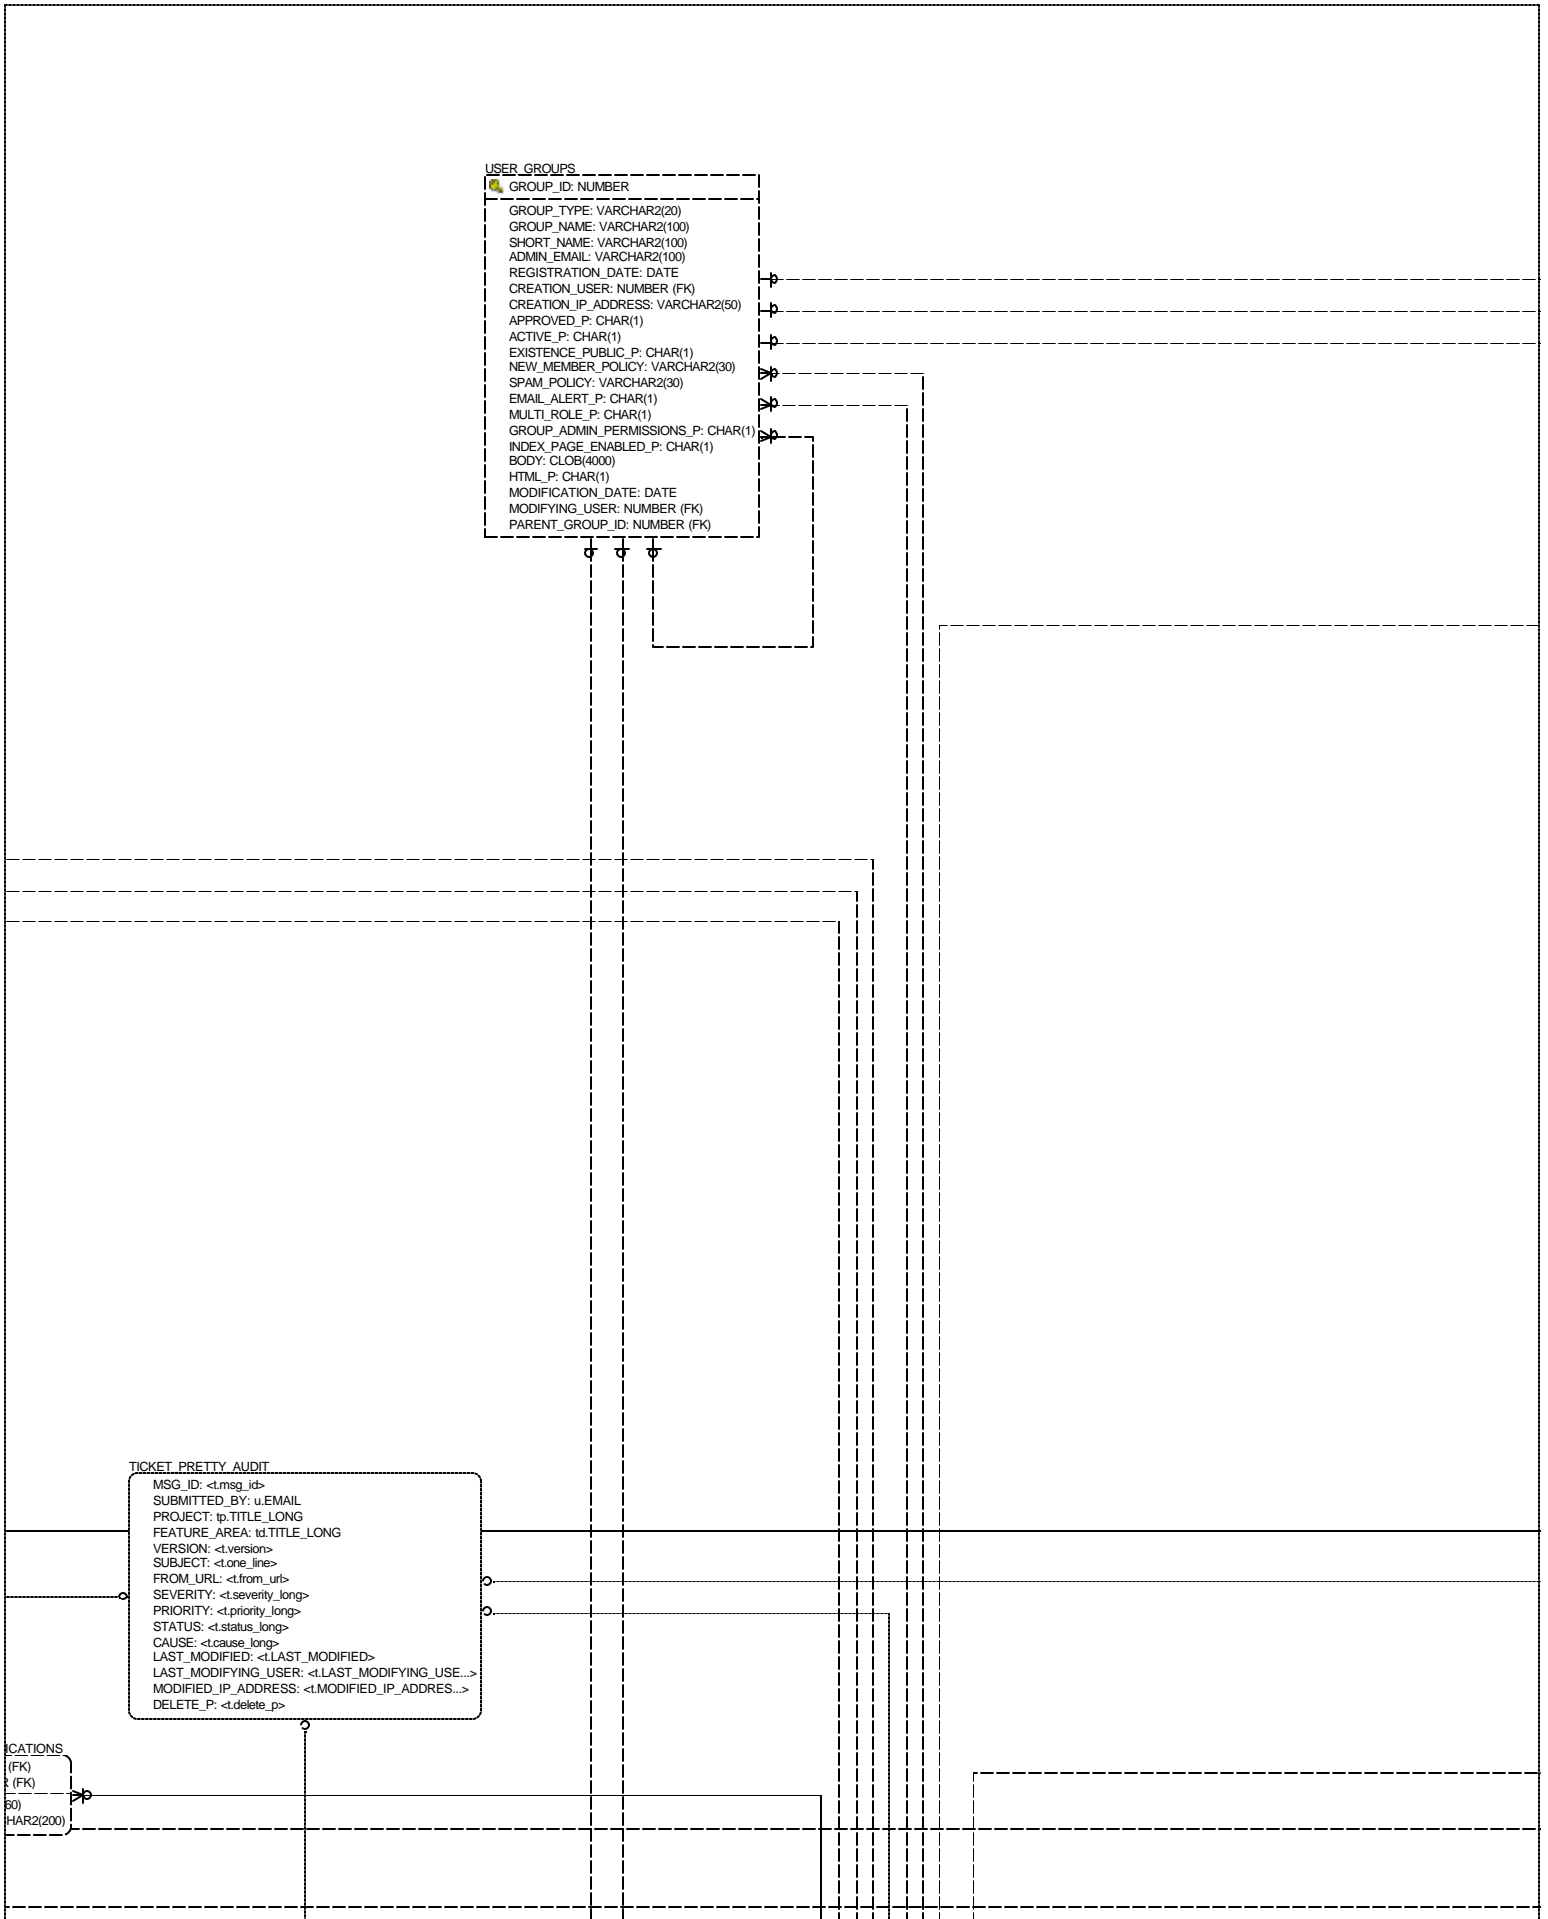 USER_GROUPS
GROUP_ID: NUMBER
GROUP_TYPE: VARCHAR2(20)
GROUP_NAME: VARCHAR2(100)
SHORT_NAME: VARCHAR2(100)
ADMIN_EMAIL: VARCHAR2(100)
REGISTRATION_DATE: DATE
CREATION_USER: NUMBER (FK)
CREATION_IP_ADDRESS: VARCHAR2(50)
APPROVED_P: CHAR(1)
ACTIVE_P: CHAR(1)
EXISTENCE_PUBLIC_P: CHAR(1)
NEW_MEMBER_POLICY: VARCHAR2(30)
SPAM_POLICY: VARCHAR2(30)
EMAIL_ALERT_P: CHAR(1)
MULTI_ROLE_P: CHAR(1)
GROUP_ADMIN_PERMISSIONS_P: CHAR(1)
INDEX_PAGE_ENABLED_P: CHAR(1)
BODY: CLOB(4000)
HTML_P: CHAR(1)
MODIFICATION_DATE: DATE
MODIFYING_USER: NUMBER (FK)
PARENT_GROUP_ID: NUMBER (FK)
TICKET_PRETTY_AUDIT
MSG_ID: <t.msg_id>
SUBMITTED_BY: u.EMAIL
PROJECT: tp.TITLE_LONG
FEATURE_AREA: td.TITLE_LONG
VERSION: <t.version>
SUBJECT: <t.one_line>
FROM_URL: <t.from_url>
SEVERITY: <t.severity_long>
PRIORITY: <t.priority_long>
STATUS: <t.status_long>
CAUSE: <t.cause_long>
LAST_MODIFIED: <t.LAST_MODIFIED>
LAST_MODIFYING_USER: <t.LAST_MODIFYING_USE...>
MODIFIED_IP_ADDRESS: <t.MODIFIED_IP_ADDRES...>
DELETE_P: <t.delete_p>
ICATIONS
(FK)
(FK)
60)
HAR2(200)